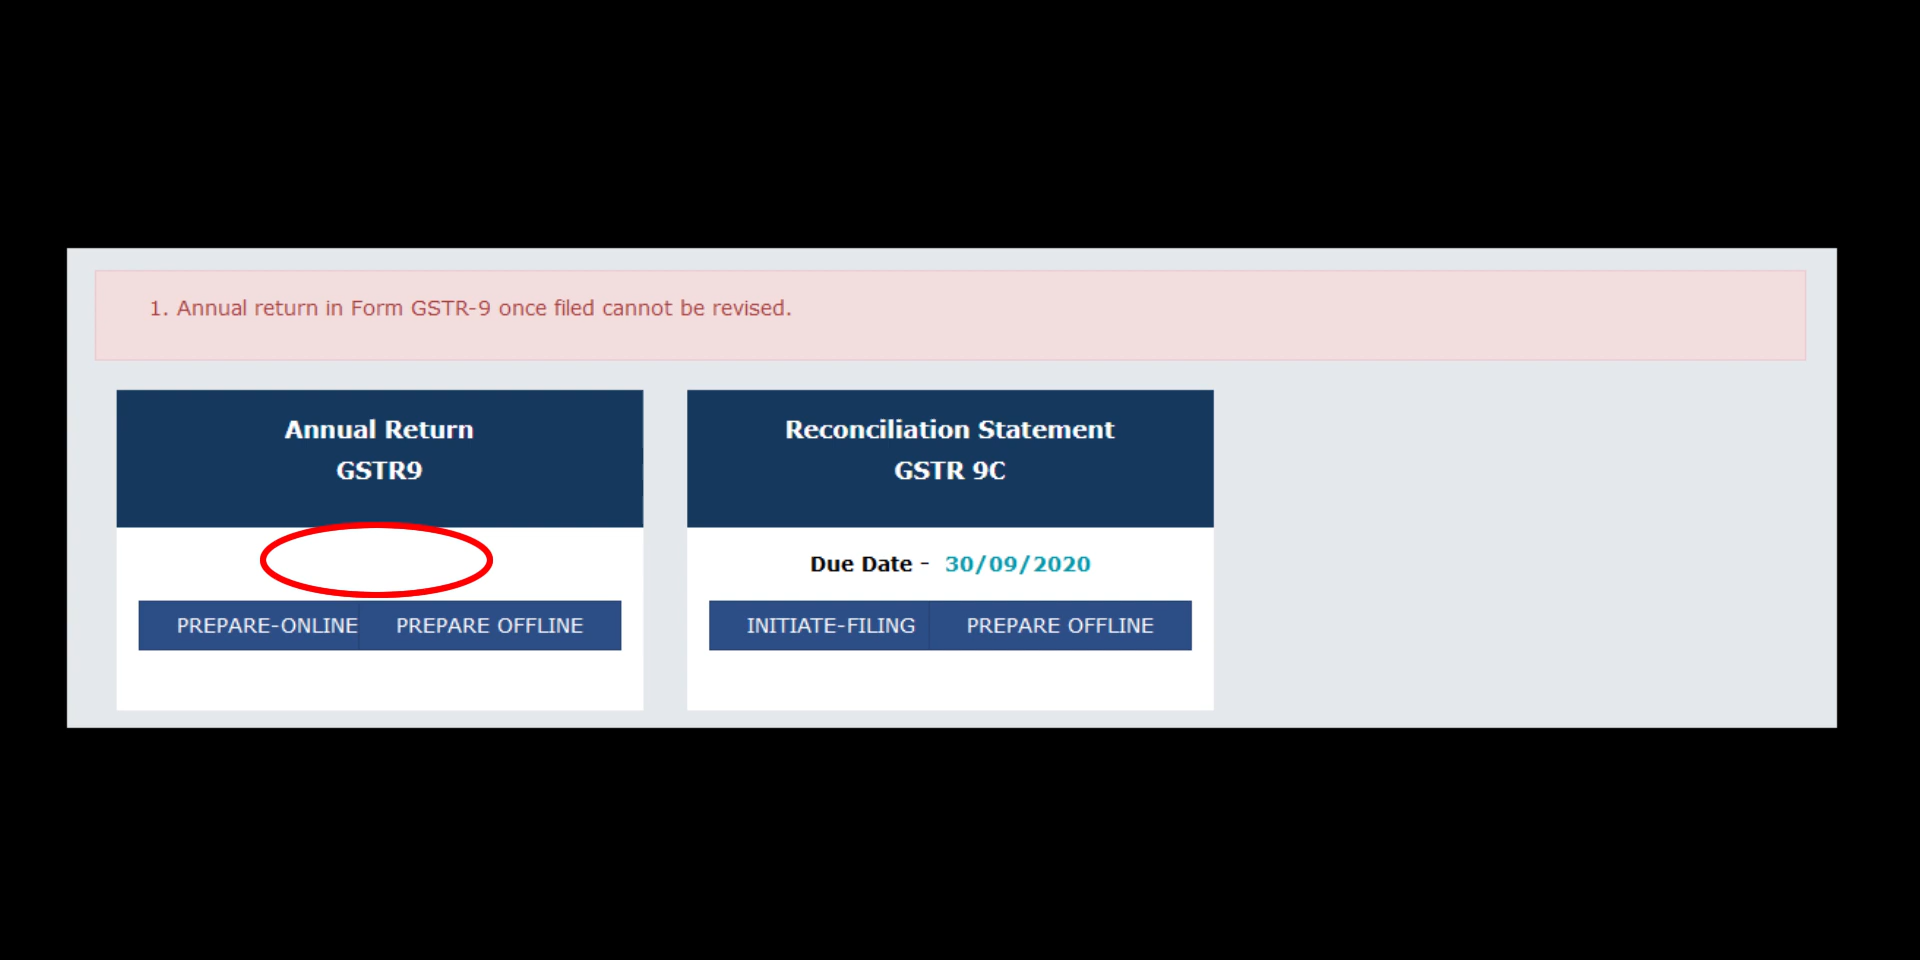 1. Annual return in Form GSTR-9 once filed cannot be revised.
Annual Return
GSTR9
PREPARE-ONLINE
PREPARE OFFLINE
Reconciliation Statement
GSTR 9C
Due Date - 30/09/2020
INITIATE-FILING
PREPARE OFFLINE